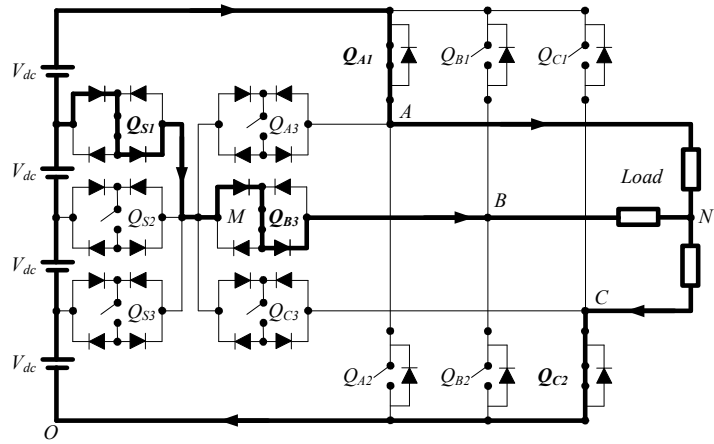 Q_A1
Q_B1
Q_C1
V_dc
Q_S1
Q_A3
A
V_dc
Load
Q_S2
M
Q_B3
B
N
V_dc
Q_S3
Q_C3
C
V_dc
Q_A2
Q_B2
Q_C2
O